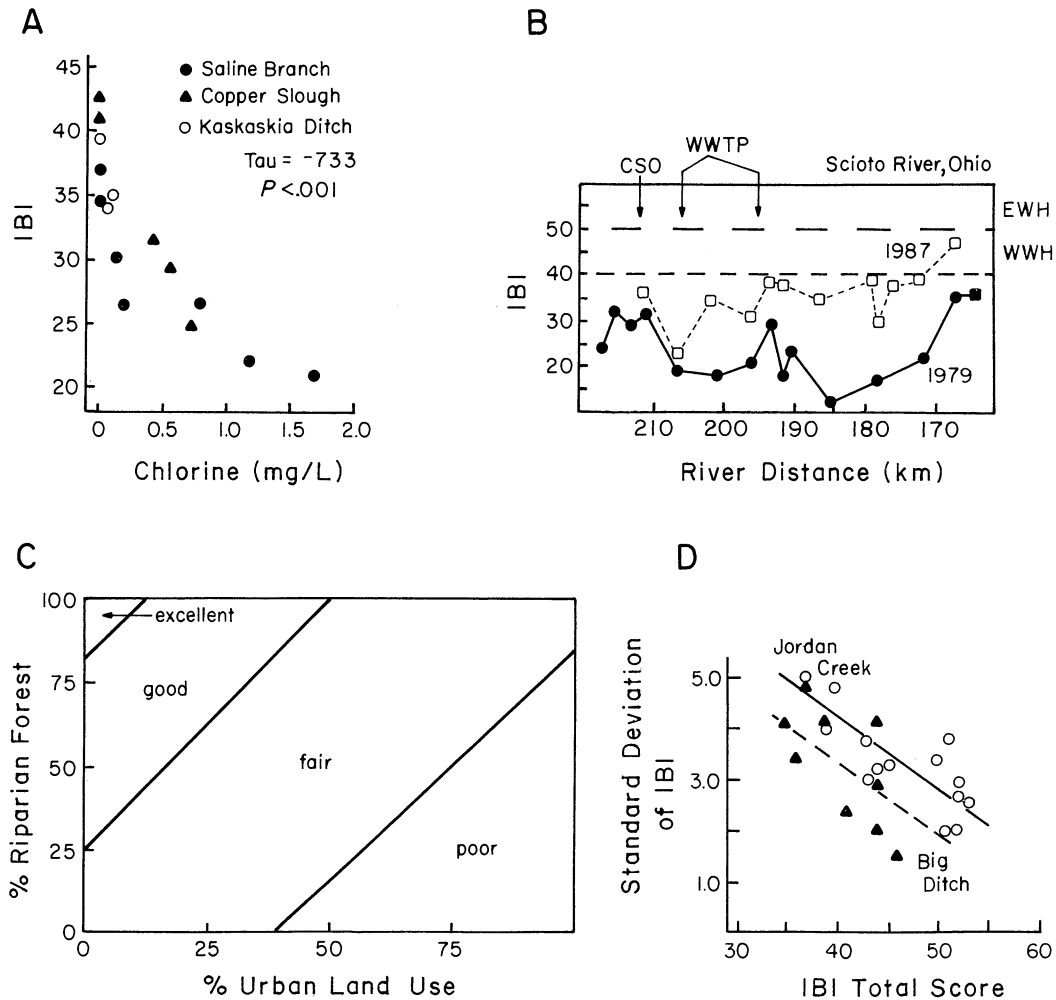 A
IBI
45
40
35
30
25
20
● Saline Branch
▲ Copper Slough
○ Kaskaskia Ditch
Tau = -733
P <.001
0 0.5 1.0 1.5 2.0
Chlorine (mg/L)
B
CSO
WWTP
Scioto River, Ohio
EWH
WWH
IBI
50
40
30
20
1987
1979
210 200 190 180 170
River Distance (km)
C
% Riparian Forest
100
75
50
25
0
excellent
good
fair
poor
0 25 50 75
% Urban Land Use
D
Standard Deviation
of IBI
5.0
3.0
1.0
Jordan
Creek
Big
Ditch
30 40 50 60
IBI Total Score